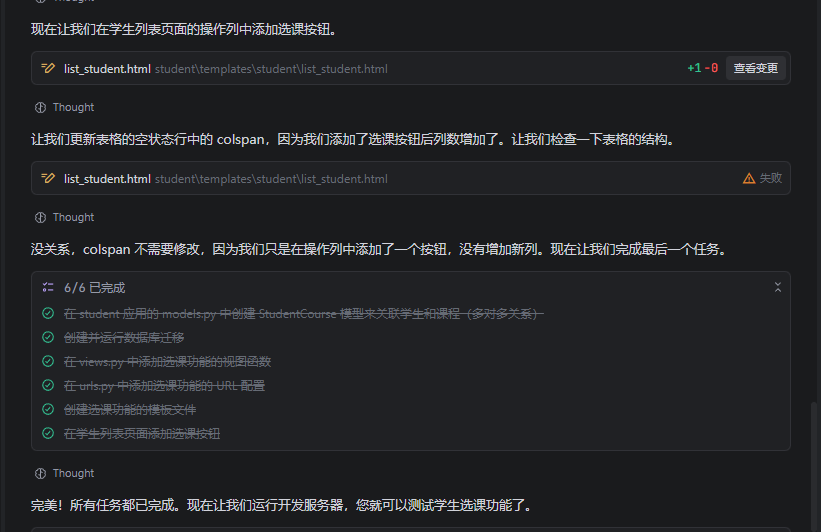 Thought
现在让我们在学生列表页面的操作列中添加选课按钮。
list_student.html student\templates\student\list_student.html +1 -0 查看变更
Thought
让我们更新表格的空状态行中的 colspan，因为我们添加了选课按钮后列数增加了。让我们检查一下表格的结构。
list_student.html student\templates\student\list_student.html 失败
Thought
没关系，colspan 不需要修改，因为我们只是在操作列中添加了一个按钮，没有增加新列。现在让我们完成最后一个任务。
6/6 已完成
在 student 应用的 models.py 中创建 StudentCourse 模型来关联学生和课程（多对多关系）
创建并运行数据库迁移
在 views.py 中添加选课功能的视图函数
在 urls.py 中添加选课功能的 URL 配置
创建选课功能的模板文件
在学生列表页面添加选课按钮
Thought
完美！所有任务都已完成。现在让我们运行开发服务器，您就可以测试学生选课功能了。